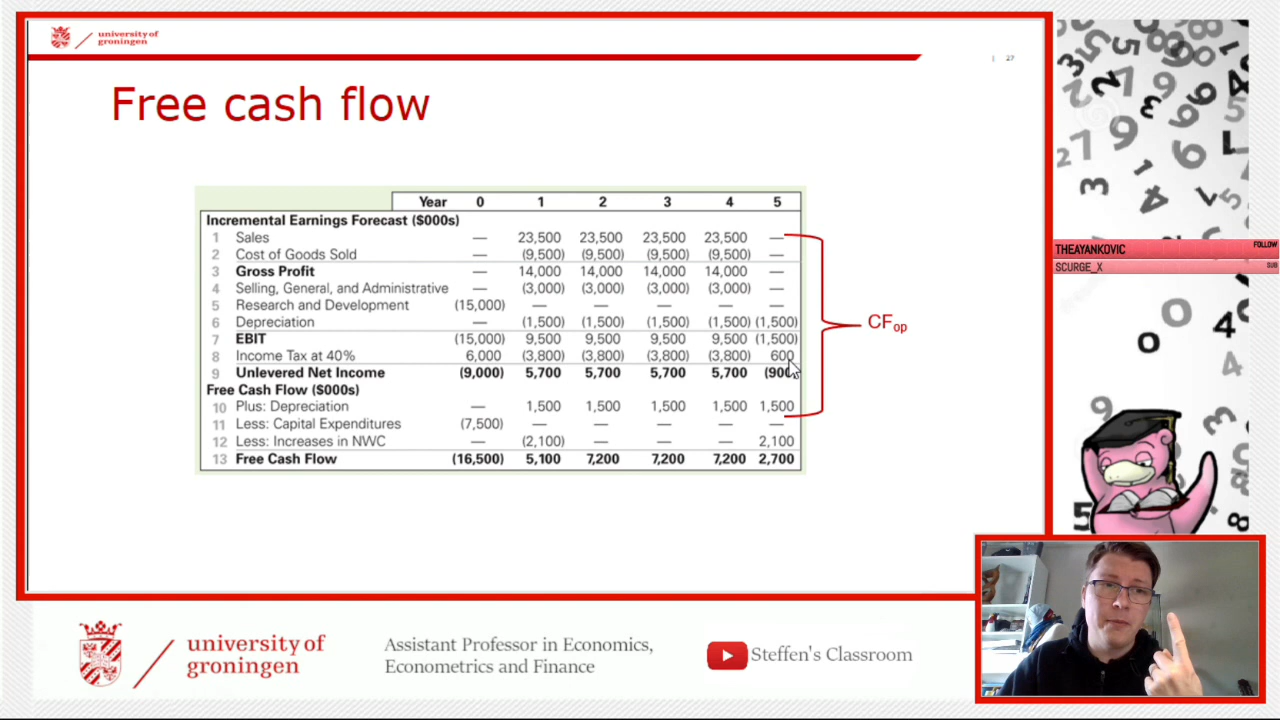 university of
groningen
27
Free cash flow
Year 0 1 2 3 4 5
Incremental Earnings Forecast ($000s)
1 Sales — 23,500 23,500 23,500 23,500 —
2 Cost of Goods Sold — (9,500) (9,500) (9,500) (9,500) —
3 Gross Profit — 14,000 14,000 14,000 14,000 —
4 Selling, General, and Administrative — (3,000) (3,000) (3,000) (3,000) —
5 Research and Development (15,000) — — — — —
6 Depreciation — (1,500) (1,500) (1,500) (1,500) (1,500)
7 EBIT (15,000) 9,500 9,500 9,500 9,500 (1,500)
8 Income Tax at 40% 6,000 (3,800) (3,800) (3,800) (3,800) 600
9 Unlevered Net Income (9,000) 5,700 5,700 5,700 5,700 (900
Free Cash Flow ($000s)
10 Plus: Depreciation — 1,500 1,500 1,500 1,500 1,500
11 Less: Capital Expenditures (7,500) — — — — —
12 Less: Increases in NWC — (2,100) — — — 2,100
13 Free Cash Flow (16,500) 5,100 7,200 7,200 7,200 2,700
CFop
THEAYANKOVIC FOLLOW
SCURGE_X SUB
university of
groningen
Assistant Professor in Economics,
Econometrics and Finance
Steffen's Classroom